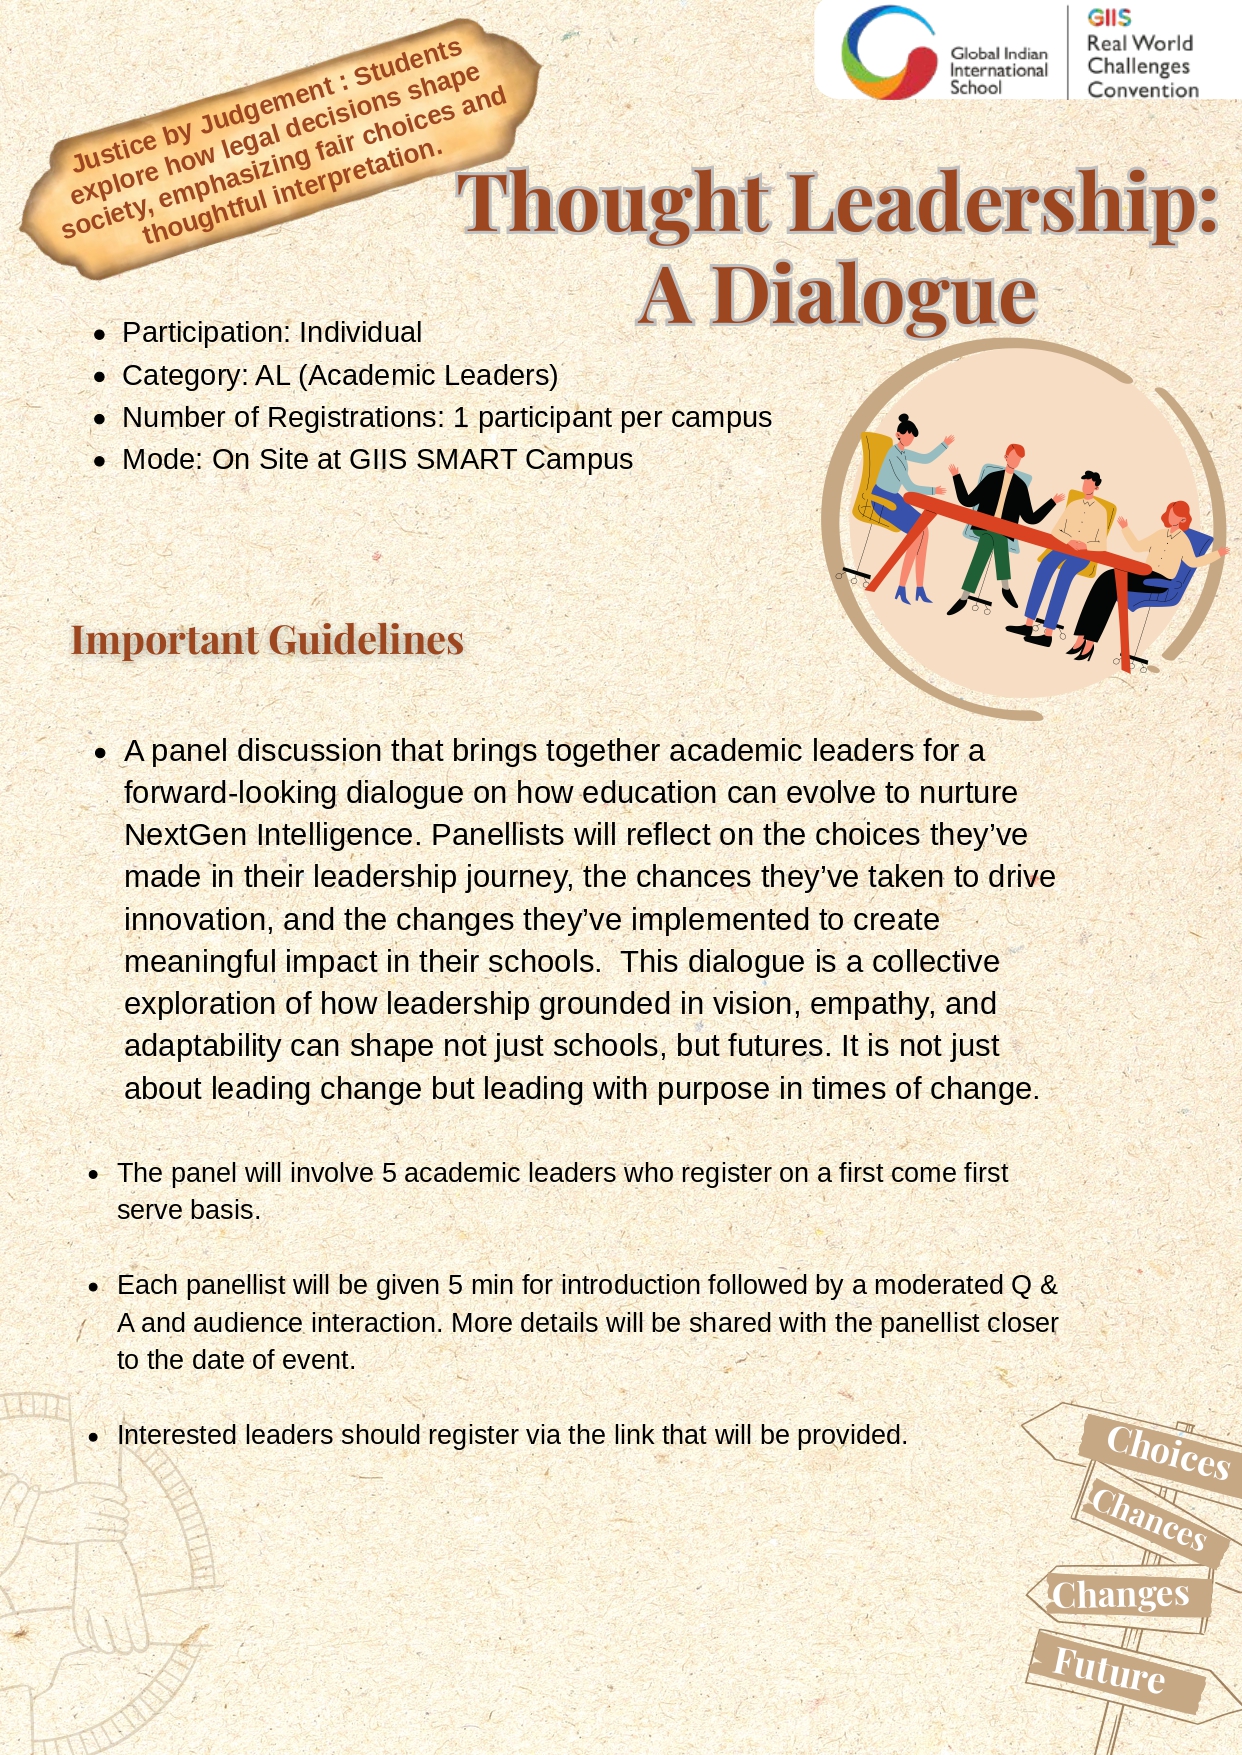 Justice by Judgement : Students
explore how legal decisions shape
society, emphasizing fair choices and
thoughtful interpretation.
Global Indian
International
School
GIIS
Real World
Challenges
Convention
Thought Leadership:
A Dialogue
• Participation: Individual
• Category: AL (Academic Leaders)
• Number of Registrations: 1 participant per campus
• Mode: On Site at GIIS SMART Campus
Important Guidelines
• A panel discussion that brings together academic leaders for a
forward-looking dialogue on how education can evolve to nurture
NextGen Intelligence. Panellists will reflect on the choices they’ve
made in their leadership journey, the chances they’ve taken to drive
innovation, and the changes they’ve implemented to create
meaningful impact in their schools.  This dialogue is a collective
exploration of how leadership grounded in vision, empathy, and
adaptability can shape not just schools, but futures. It is not just
about leading change but leading with purpose in times of change.
• The panel will involve 5 academic leaders who register on a first come first
serve basis.
• Each panellist will be given 5 min for introduction followed by a moderated Q &
A and audience interaction. More details will be shared with the panellist closer
to the date of event.
• Interested leaders should register via the link that will be provided.
Choices
Chances
Changes
Future